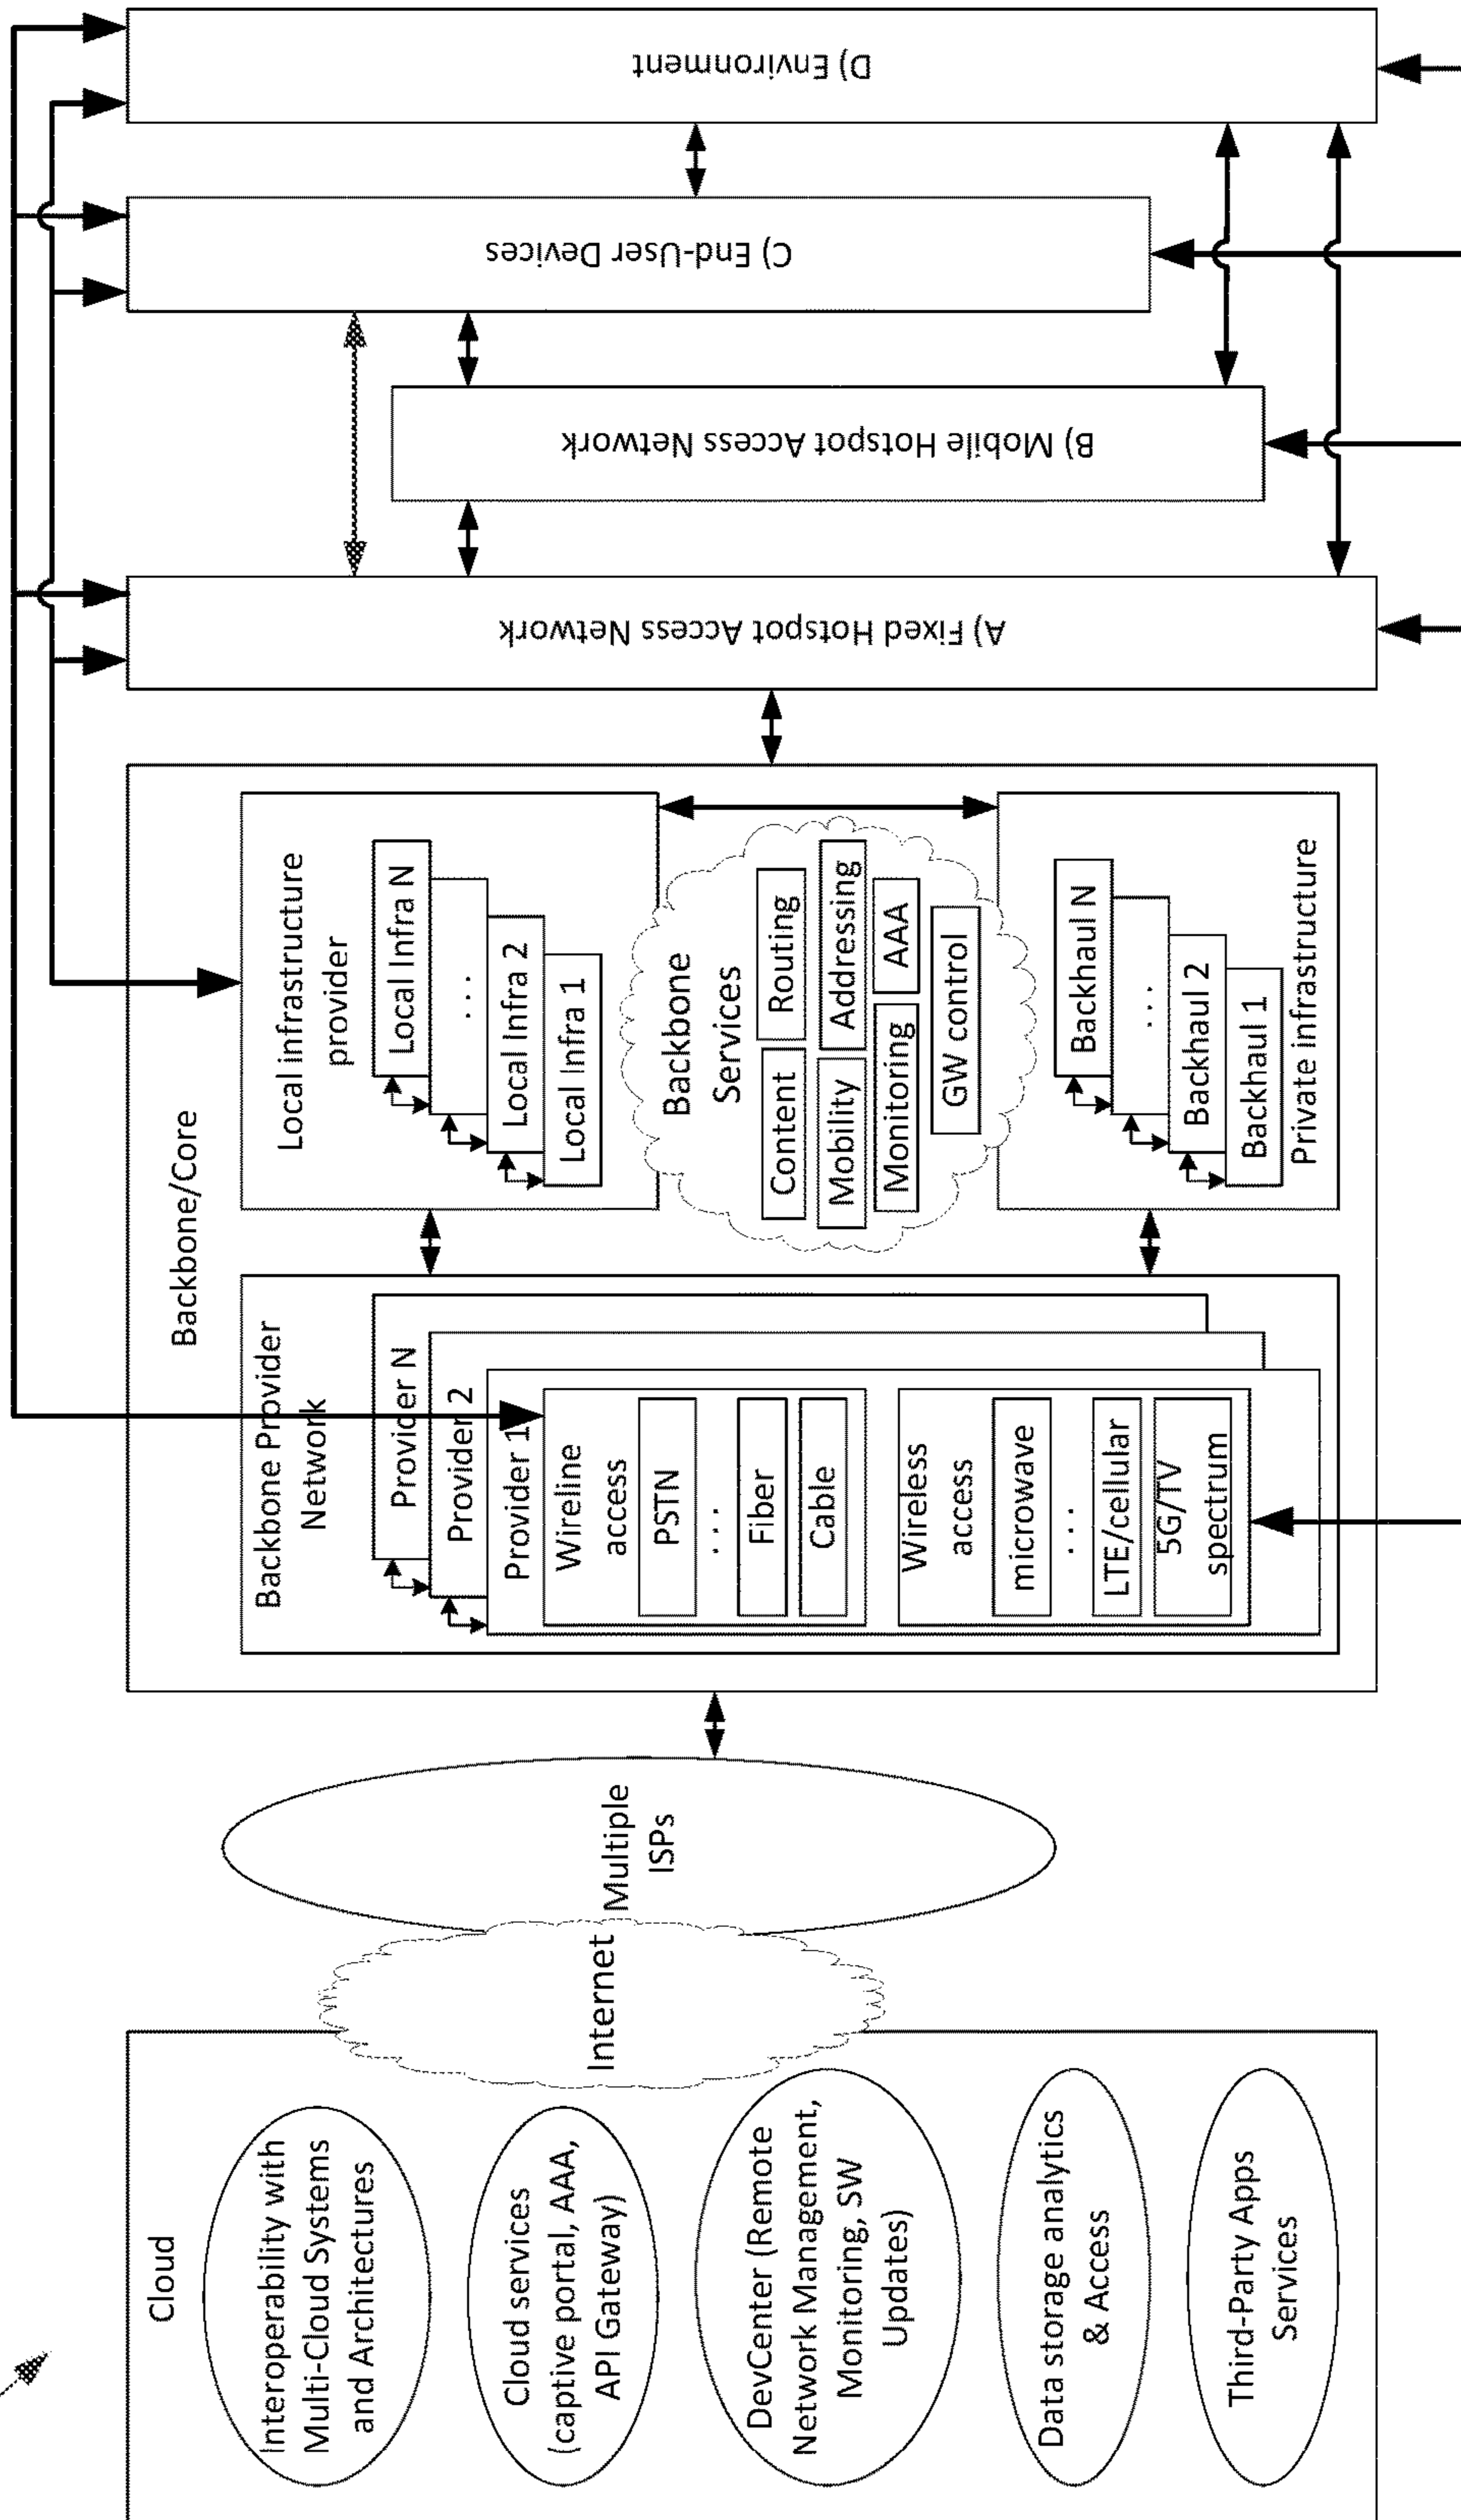 Cloud
Interoperability with
Multi-Cloud Systems
and Architectures
Cloud services
(captive portal, AAA,
API Gateway)
DevCenter (Remote
Network Management,
Monitoring, SW
Updates)
Data storage analytics
& Access
Third-Party Apps
Services
Internet
Multiple
ISPs
Backbone/Core
Backbone Provider
Network
Provider N
Provider 2
Provider 1
Wireline
access
PSTN
...
Fiber
Cable
Wireless
access
microwave
...
LTE/cellular
5G/TV
spectrum
Local infrastructure
provider
Local Infra N
...
Local Infra 2
Local Infra 1
Backbone
Services
Content
Routing
Mobility
Addressing
Monitoring
AAA
GW control
Backhaul N
...
Backhaul 2
Backhaul 1
Private infrastructure
A) Fixed Hotspot Access Network
B) Mobile Hotspot Access Network
C) End-User Devices
D) Environment